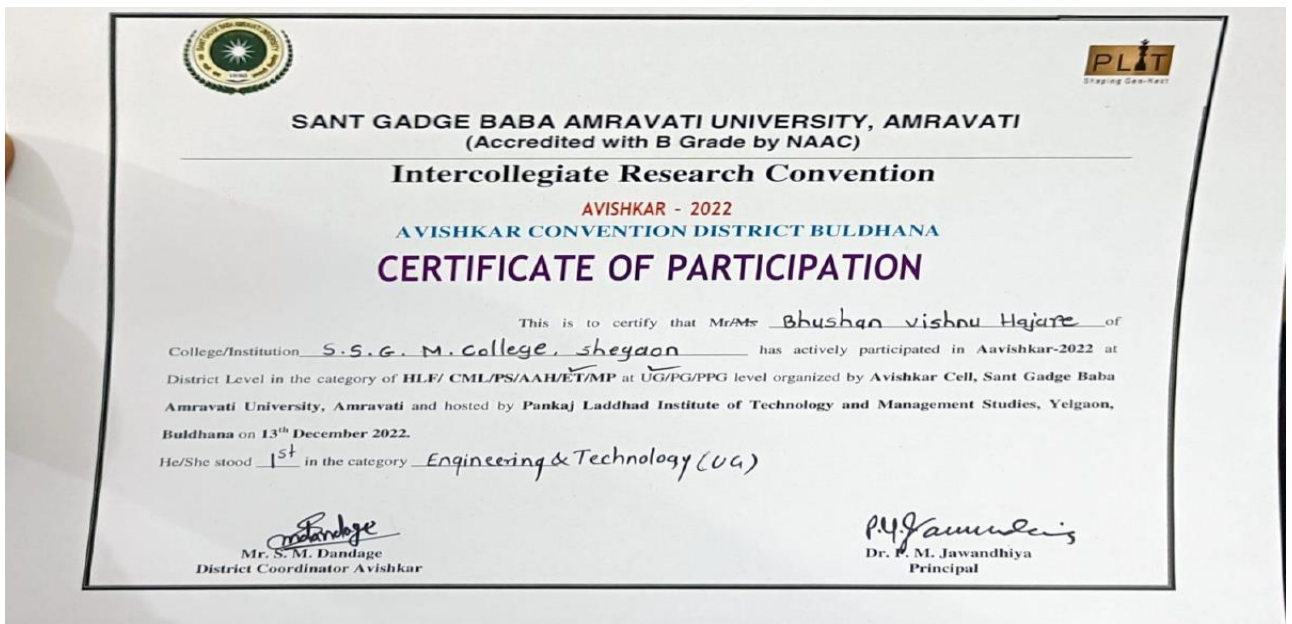 PLIT
Shaping Gen-Next
SANT GADGE BABA AMRAVATI UNIVERSITY, AMRAVATI
(Accredited with B Grade by NAAC)
Intercollegiate Research Convention
AVISHKAR - 2022
AVISHKAR CONVENTION DISTRICT BULDHANA
CERTIFICATE OF PARTICIPATION
This is to certify that Mr/Ms Bhushan Vishnu Hajare of
College/Institution S.S.G.M. College, Shegaon has actively participated in Aavishkar-2022 at
District Level in the category of HLF/ CML/PS/AAH/ET/MP at UG/PG/PPG level organized by Avishkar Cell, Sant Gadge Baba
Amravati University, Amravati and hosted by Pankaj Laddhad Institute of Technology and Management Studies, Yelgaon,
Buldhana on 13th December 2022.
He/She stood 1st in the category Engineering & Technology (UG)
Mr. S. M. Dandage
District Coordinator Avishkar
Dr. P. M. Jawandhiya
Principal